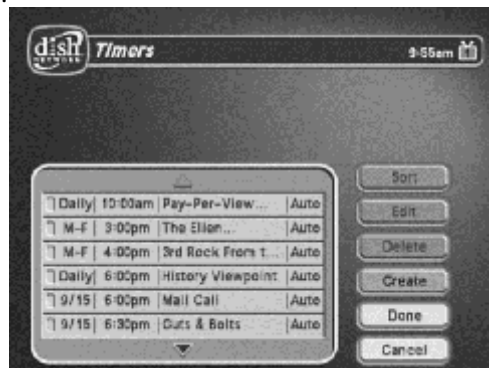 dish
NETWORK
Timers
9:55am
Sort
Edit
Delete
Create
Done
Cancel
Daily 10:00am Pay-Per-View... Auto
M-F 3:00pm The Ellen... Auto
M-F 4:00pm 3rd Rock From t... Auto
Daily 6:00pm History Viewpoint Auto
9/15 6:00pm Mail Call Auto
9/15 6:30pm Guts & Bolts Auto